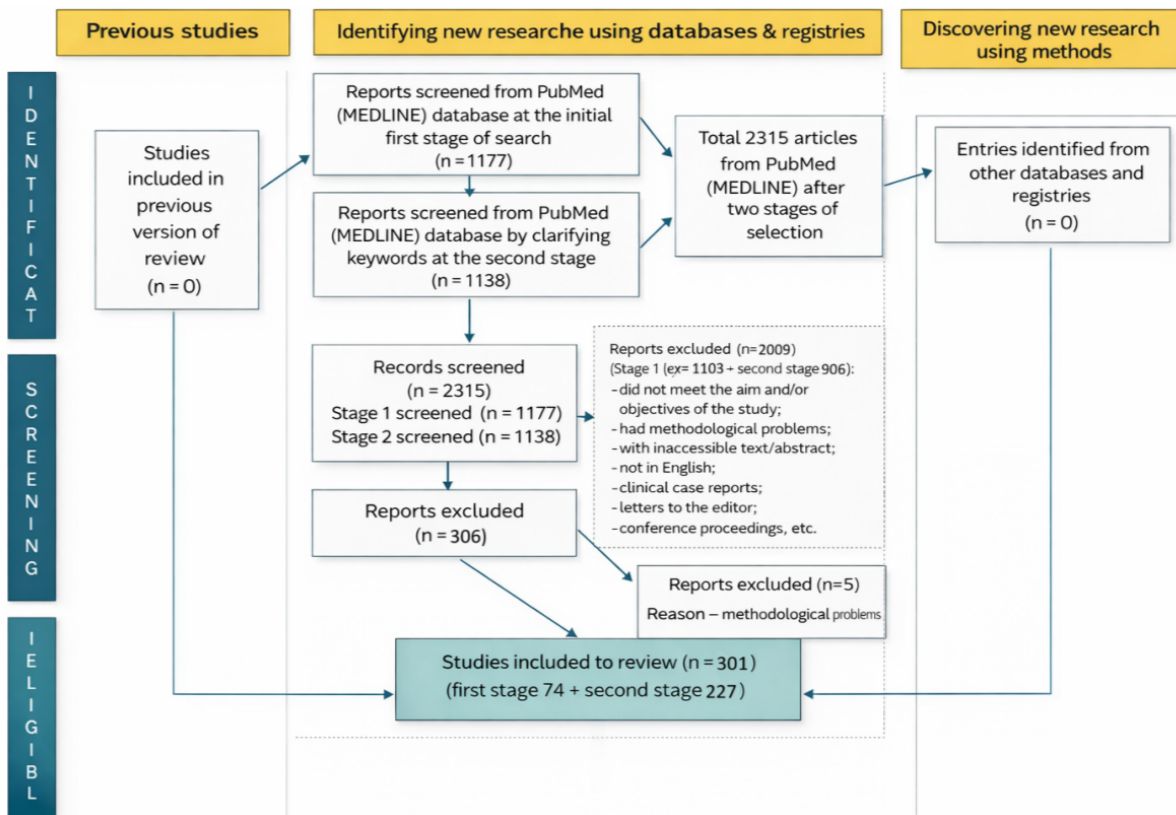 Previous studies
Identifying new researche using databases & registries
Discovering new research
using methods
IDENTIFICAT
Studies
included in
previous
version of
review
(n = 0)
Reports screened from PubMed
(MEDLINE) database at the initial
first stage of search
(n = 1177)
Reports screened from PubMed
(MEDLINE) database by clarifying
keywords at the second stage
(n = 1138)
Total 2315 articles
from PubMed
(MEDLINE) after
two stages of
selection
Entries identified from
other databases and
registries
(n = 0)
SCREENING
Records screened
(n = 2315)
Stage 1 screened (n = 1177)
Stage 2 screened (n = 1138)
Reports excluded (n=2009)
(Stage 1 (ex= 1103 + second stage 906):
- did not meet the aim and/or
objectives of the study;
- had methodological problems;
- with inaccessible text/abstract;
- not in English;
- clinical case reports;
- letters to the editor;
- conference proceedings, etc.
Reports excluded
(n = 306)
Reports excluded (n=5)
Reason – methodological problems
IELIGIBL
Studies included to review (n = 301)
(first stage 74 + second stage 227)